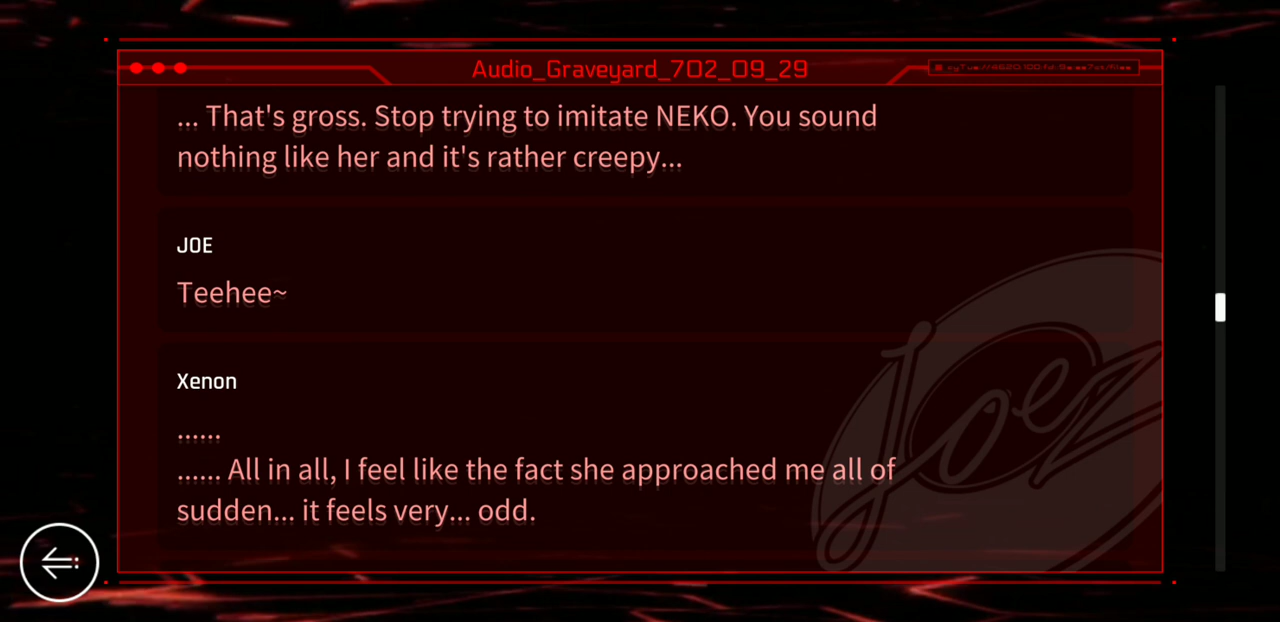 Audio_Graveyard_702_09_29
... That's gross. Stop trying to imitate NEKO. You sound
nothing like her and it's rather creepy...
JOE
Teehee~
Xenon
......
...... All in all, I feel like the fact she approached me all of
sudden... it feels very... odd.
Joez